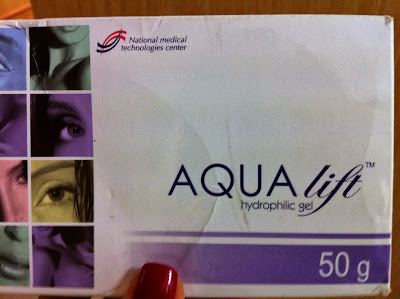 National medical
technologies center
AQUA lift™
hydrophilic gel
50 g